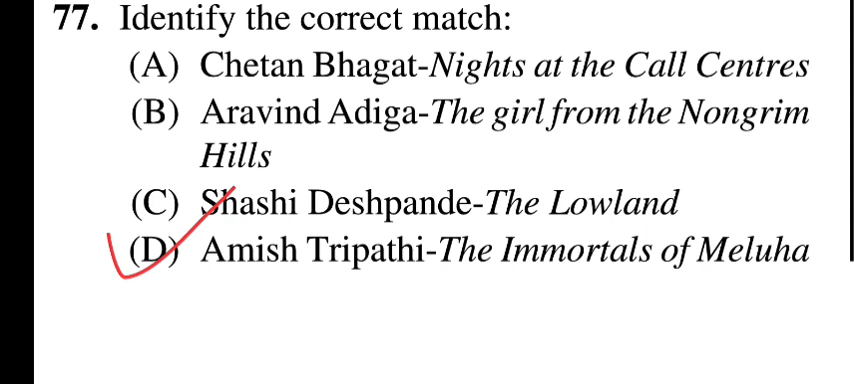 77. Identify the correct match:
(A) Chetan Bhagat-Nights at the Call Centres
(B) Aravind Adiga-The girl from the Nongrim
Hills
(C) Shashi Deshpande-The Lowland
(D) Amish Tripathi-The Immortals of Meluha